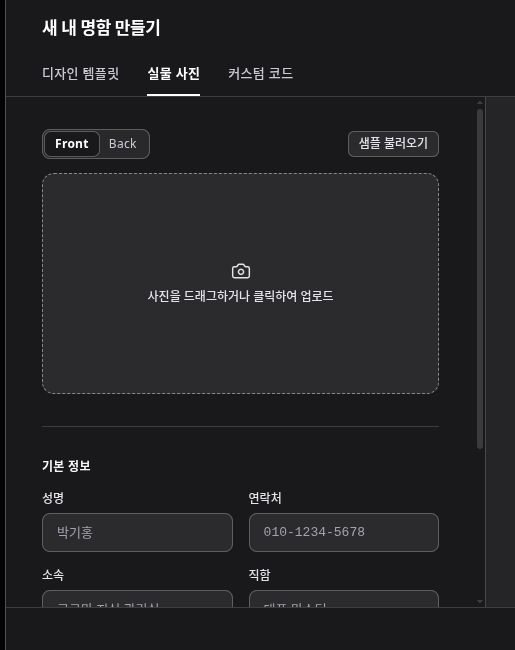 새 내 명함 만들기
디자인 템플릿 실물 사진 커스텀 코드
Front Back 샘플 불러오기
사진을 드래그하거나 클릭하여 업로드
기본 정보
성명 연락처
박기홍 010-1234-5678
소속 직함